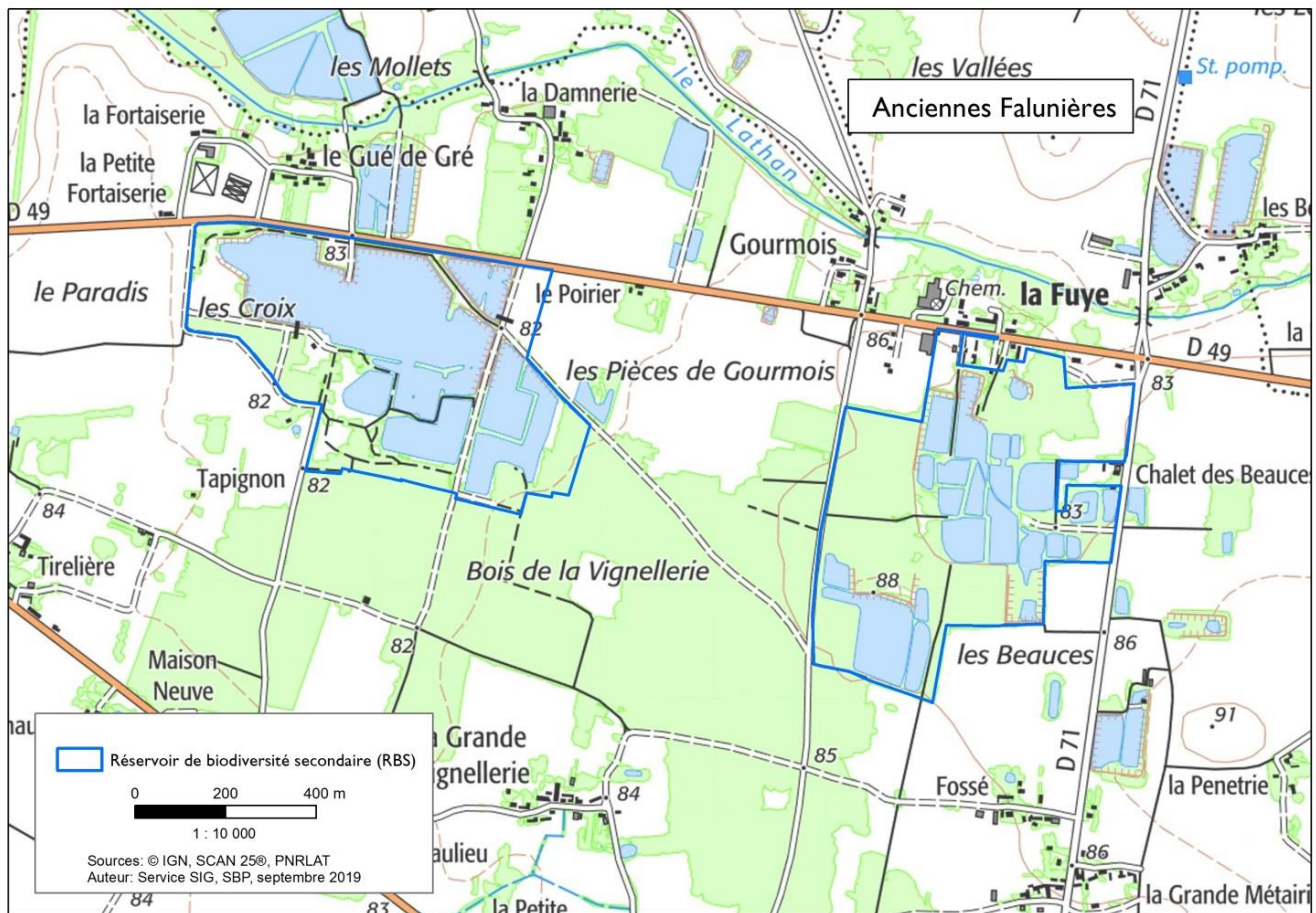 les Mollets
les Vallées
St. pomp.
D 71
Anciennes Falunières
la Damnerie
la Fortaiserie
le Lathan
la Petite
Fortaiserie
le Gué de Gré
D 49
Gourmois
les B
83
le Paradis
les Croix
le Poirier
Chem.
la Fuye
la
82
86
D 49
les Pièces de Gourmois
83
82
Tapignon
82
Chalet des Beauce
84
83
Tirelière
Bois de la Vignellerie
88
82
86
les Beauces
Maison
Neuve
91
a Grande
ignellerie
85
D 71
Fossé
la Penetrie
84
Réservoir de biodiversité secondaire (RBS)
0 200 400 m
1 : 10 000
Sources: © IGN, SCAN 25®, PNRLAT
Auteur: Service SIG, SBP, septembre 2019
aulieu
86
84
83
la Petite
la Grande Métairi